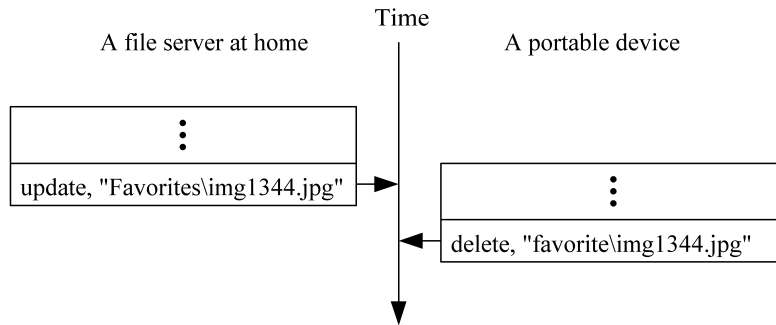 Time
A file server at home
A portable device
update, "Favorites\img1344.jpg"
delete, "favorite\img1344.jpg"